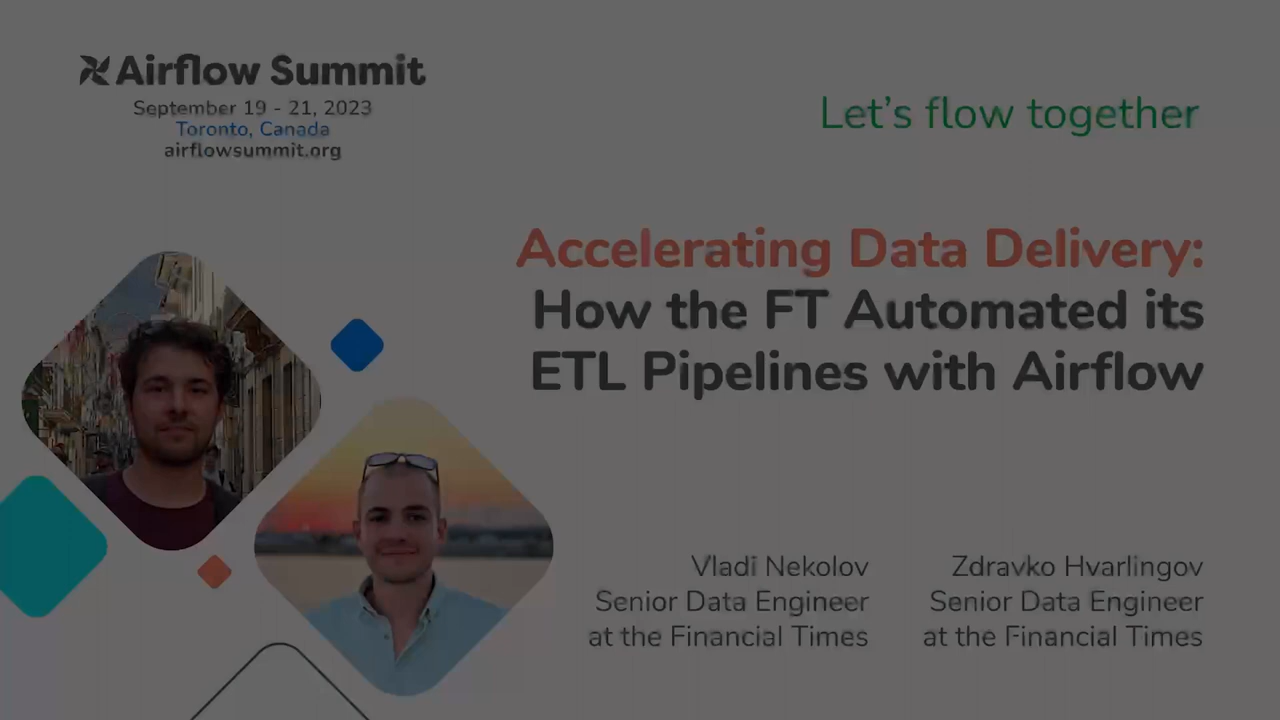 Airflow Summit
September 19 - 21, 2023
Toronto, Canada
airflowsummit.org
Let's flow together
Accelerating Data Delivery:
How the FT Automated its
ETL Pipelines with Airflow
Vladi Nekolov
Senior Data Engineer
at the Financial Times
Zdravko Hvarlingov
Senior Data Engineer
at the Financial Times